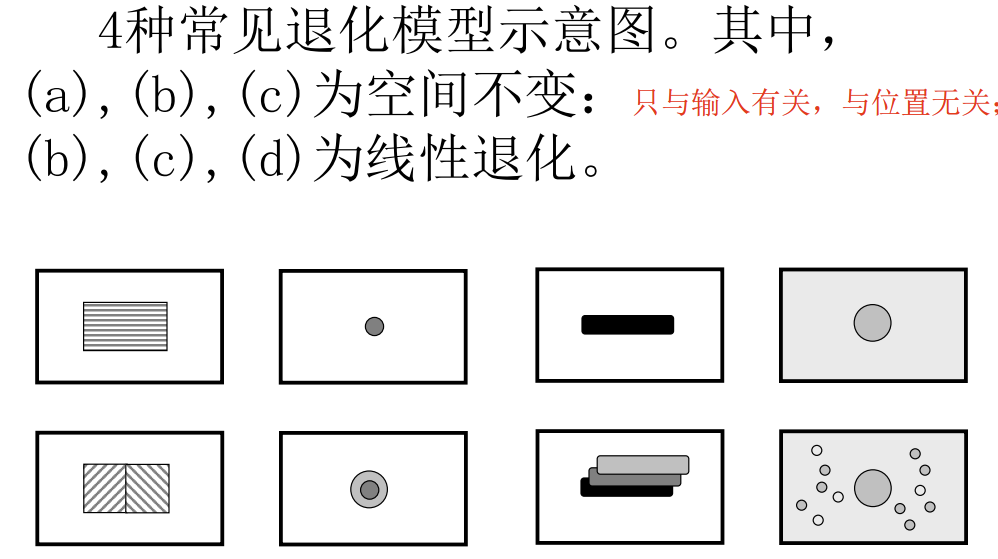 4种常见退化模型示意图。其中，
(a),(b),(c)为空间不变：只与输入有关，与位置无关；
(b),(c),(d)为线性退化。